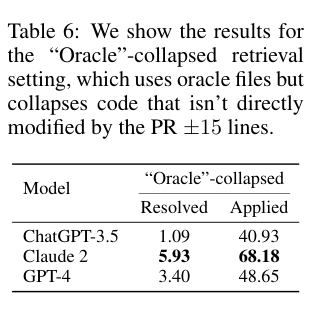 Table 6: We show the results for
the “Oracle”-collapsed retrieval
setting, which uses oracle files but
collapses code that isn’t directly
modified by the PR ±15 lines.
Model “Oracle”-collapsed
Resolved Applied
ChatGPT-3.5 1.09 40.93
Claude 2 5.93 68.18
GPT-4 3.40 48.65